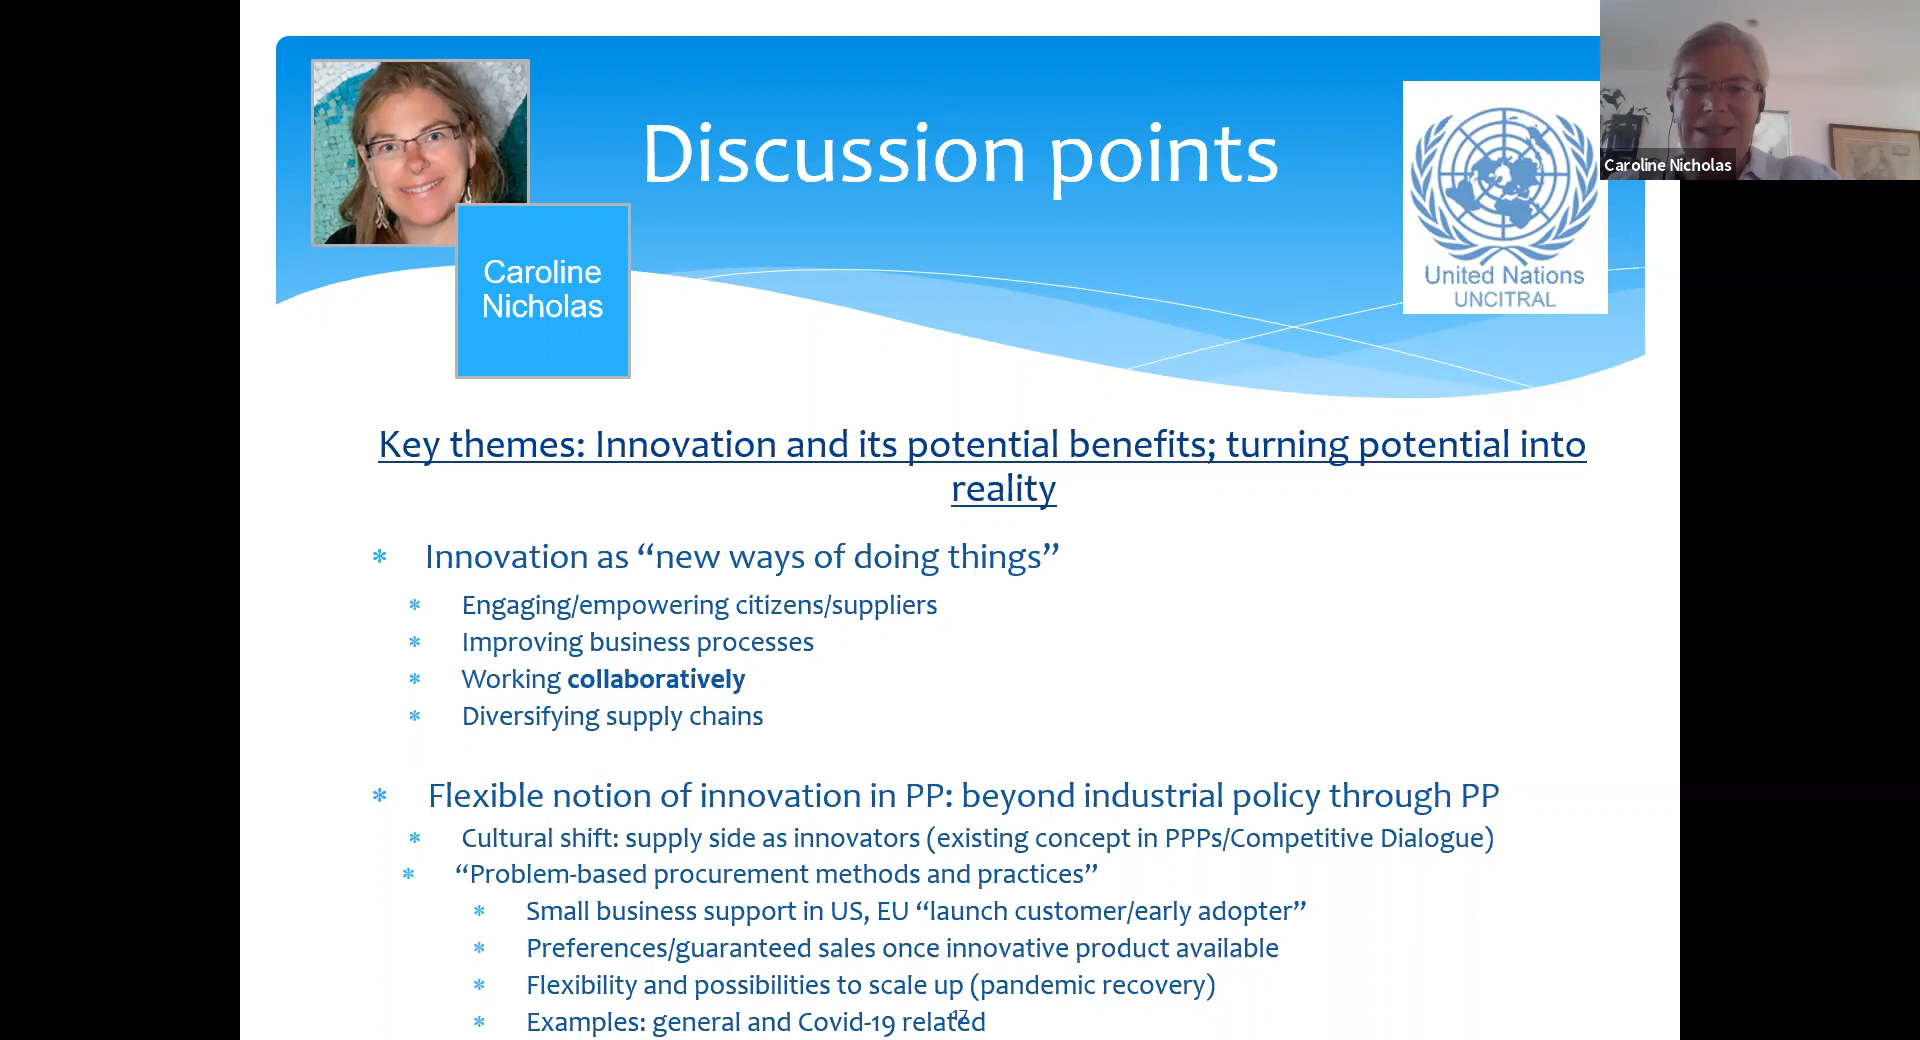 Discussion points
Caroline Nicholas
Caroline
Nicholas
United Nations
UNCITRAL
Key themes: Innovation and its potential benefits; turning potential into
reality
* Innovation as “new ways of doing things”
* Engaging/empowering citizens/suppliers
* Improving business processes
* Working collaboratively
* Diversifying supply chains
* Flexible notion of innovation in PP: beyond industrial policy through PP
* Cultural shift: supply side as innovators (existing concept in PPPs/Competitive Dialogue)
* “Problem-based procurement methods and practices”
* Small business support in US, EU “launch customer/early adopter”
* Preferences/guaranteed sales once innovative product available
* Flexibility and possibilities to scale up (pandemic recovery)
* Examples: general and Covid-19 related
17